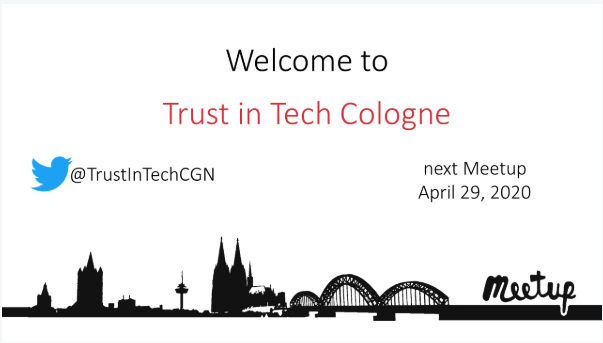 Welcome to
Trust in Tech Cologne
@TrustInTechCGN
next Meetup
April 29, 2020
Meetup